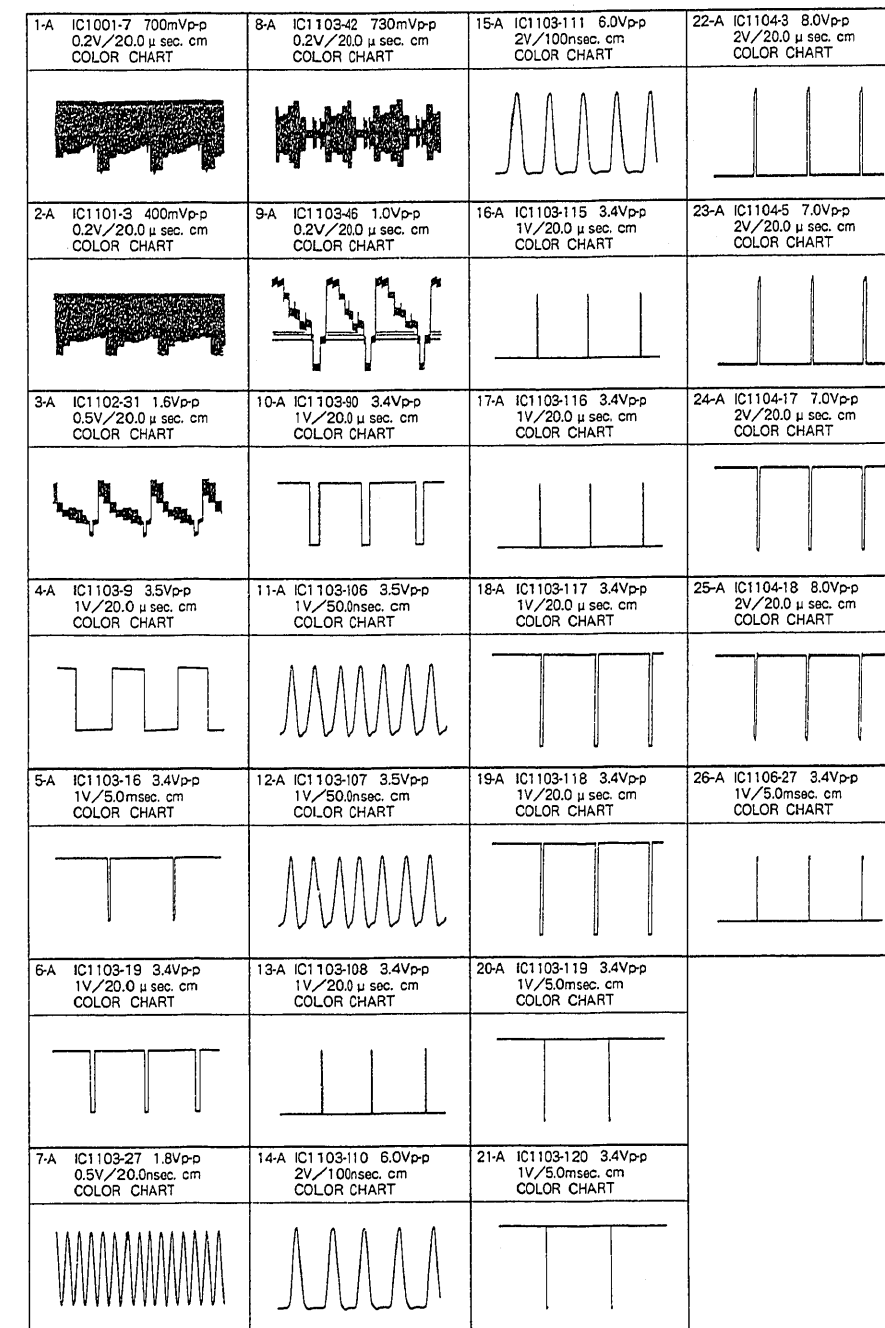 1-A IC1001-7 700mVp-p
0.2V/20.0 μ sec. cm
COLOR CHART
2-A IC1101-3 400mVp-p
0.2V/20.0 μ sec. cm
COLOR CHART
3-A IC1102-31 1.6Vp-p
0.5V/20.0 μ sec. cm
COLOR CHART
4-A IC1103-9 3.5Vp-p
1V/20.0 μ sec. cm
COLOR CHART
5-A IC1103-16 3.4Vp-p
1V/5.0msec. cm
COLOR CHART
6-A IC1103-19 3.4Vp-p
1V/20.0 μ sec. cm
COLOR CHART
7-A IC1103-27 1.8Vp-p
0.5V/20.0nsec. cm
COLOR CHART
8-A IC1103-42 730mVp-p
0.2V/20.0 μ sec. cm
COLOR CHART
9-A IC1103-46 1.0Vp-p
0.2V/20.0 μ sec. cm
COLOR CHART
10-A IC1103-90 3.4Vp-p
1V/20.0 μ sec. cm
COLOR CHART
11-A IC1103-106 3.5Vp-p
1V/50.0nsec. cm
COLOR CHART
12-A IC1103-107 3.5Vp-p
1V/50.0nsec. cm
COLOR CHART
13-A IC1103-108 3.4Vp-p
1V/20.0 μ sec. cm
COLOR CHART
14-A IC1103-110 6.0Vp-p
2V/100nsec. cm
COLOR CHART
15-A IC1103-111 6.0Vp-p
2V/100nsec. cm
COLOR CHART
16-A IC1103-115 3.4Vp-p
1V/20.0 μ sec. cm
COLOR CHART
17-A IC1103-116 3.4Vp-p
1V/20.0 μ sec. cm
COLOR CHART
18-A IC1103-117 3.4Vp-p
1V/20.0 μ sec. cm
COLOR CHART
19-A IC1103-118 3.4Vp-p
1V/20.0 μ sec. cm
COLOR CHART
20-A IC1103-119 3.4Vp-p
1V/5.0msec. cm
COLOR CHART
21-A IC1103-120 3.4Vp-p
1V/5.0msec. cm
COLOR CHART
22-A IC1104-3 8.0Vp-p
2V/20.0 μ sec. cm
COLOR CHART
23-A IC1104-5 7.0Vp-p
2V/20.0 μ sec. cm
COLOR CHART
24-A IC1104-17 7.0Vp-p
2V/20.0 μ sec. cm
COLOR CHART
25-A IC1104-18 8.0Vp-p
2V/20.0 μ sec. cm
COLOR CHART
26-A IC1106-27 3.4Vp-p
1V/5.0msec. cm
COLOR CHART